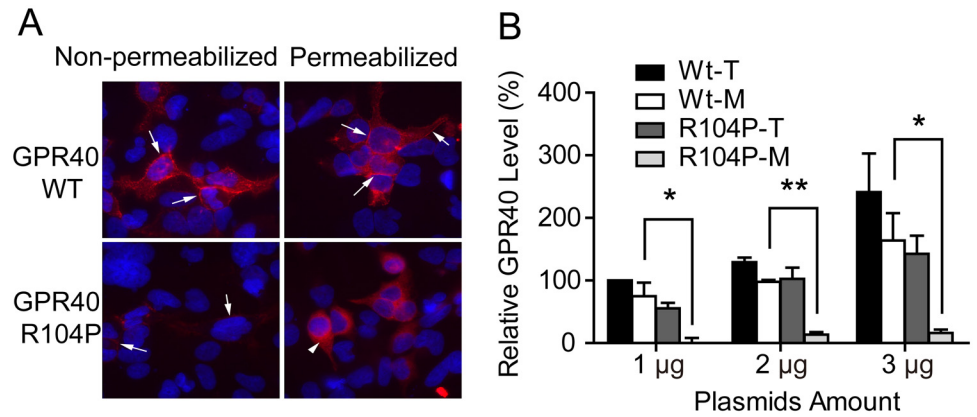 A
Non-permeabilized
Permeabilized
GPR40
WT
GPR40
R104P
B
Wt-T
Wt-M
R104P-T
R104P-M
Relative GPR40 Level (%)
400
300
200
100
0
*
**
*
1 µg
2 µg
3 µg
Plasmids Amount